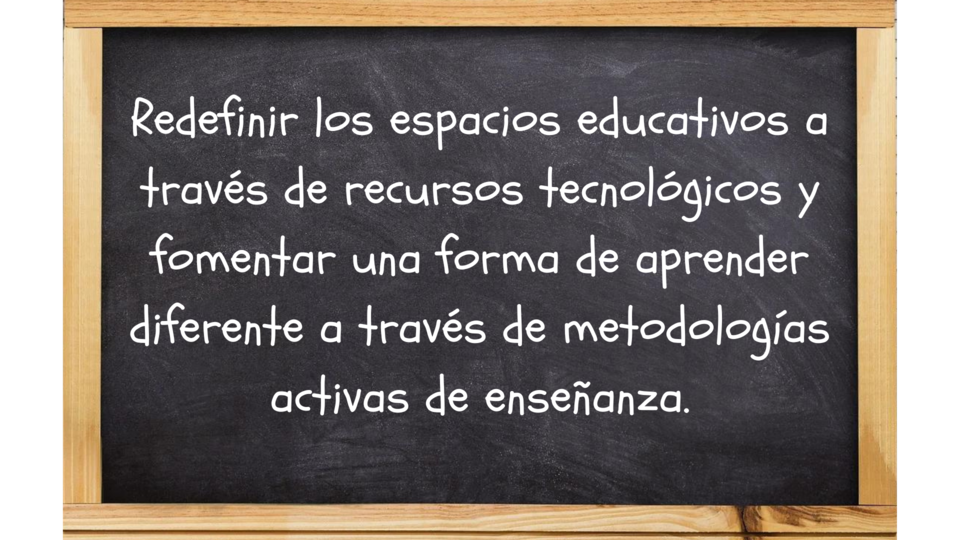 Redefinir los espacios educativos a
través de recursos tecnológicos y
fomentar una forma de aprender
diferente a través de metodologías
activas de enseñanza.